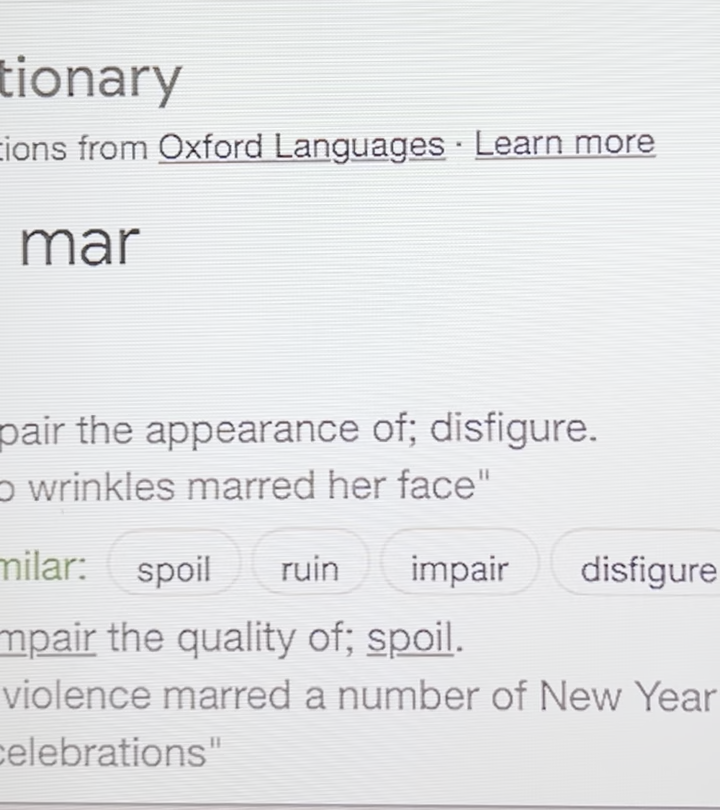 tionary
tions from Oxford Languages · Learn more
mar
pair the appearance of; disfigure.
o wrinkles marred her face"
milar: spoil ruin impair disfigure
mpair the quality of; spoil.
violence marred a number of New Year
celebrations"